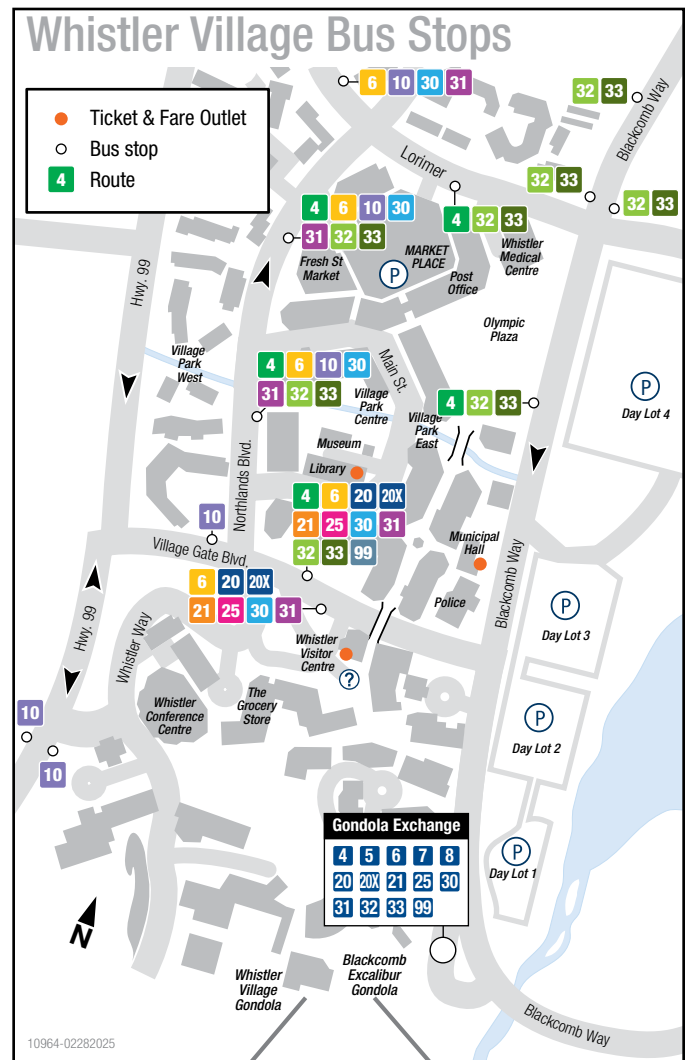 Whistler Village Bus Stops
Ticket & Fare Outlet
Bus stop
4 Route
6 10 30 31
32 33
Blackcomb Way
Lorimer
32 33
32 33
4 6 10 30
31 32 33
4 32 33
Fresh St
Market
MARKET
PLACE
P
Post
Office
Whistler
Medical
Centre
Olympic
Plaza
Hwy. 99
Village
Park
West
4 6 10 30
31 32 33
Main St.
Village
Park
Centre
4 32 33
Village
Park
East
P
Day Lot 4
Museum
Library
Northlands Blvd.
4 6 20 20X
21 25 30 31
32 33 99
10
Village Gate Blvd.
Municipal
Hall
Police
Blackcomb Way
P
Day Lot 3
6 20 20X
21 25 30 31
Hwy. 99
Whistler Way
Whistler
Visitor
Centre
?
Whistler
Conference
Centre
The
Grocery
Store
P
Day Lot 2
10
10
Gondola Exchange
4 5 6 7 8
20 20X 21 25 30
31 32 33 99
P
Day Lot 1
N
Whistler
Village
Gondola
Blackcomb
Excalibur
Gondola
Blackcomb Way
10964-02282025